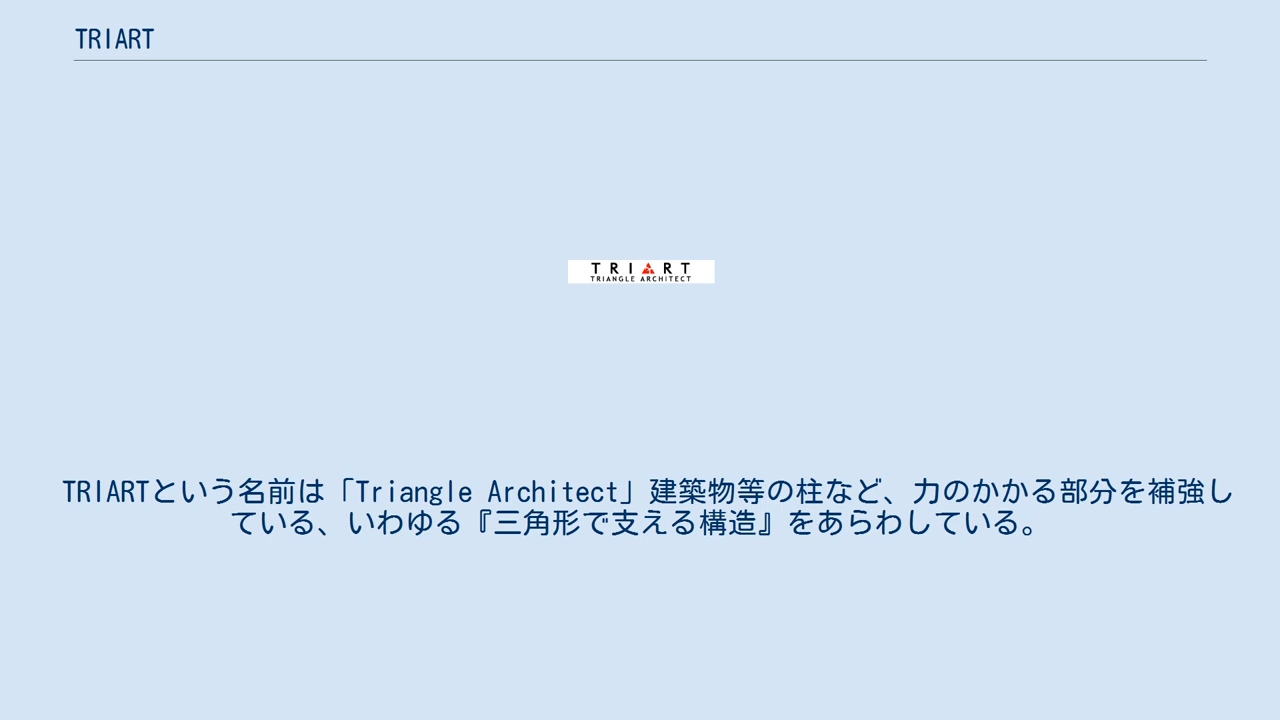 TRIART
TRIART
TRIANGLE ARCHITECT
TRIARTという名前は「Triangle Architect」建築物等の柱など、力のかかる部分を補強し
ている、いわゆる『三角形で支える構造』をあらわしている。